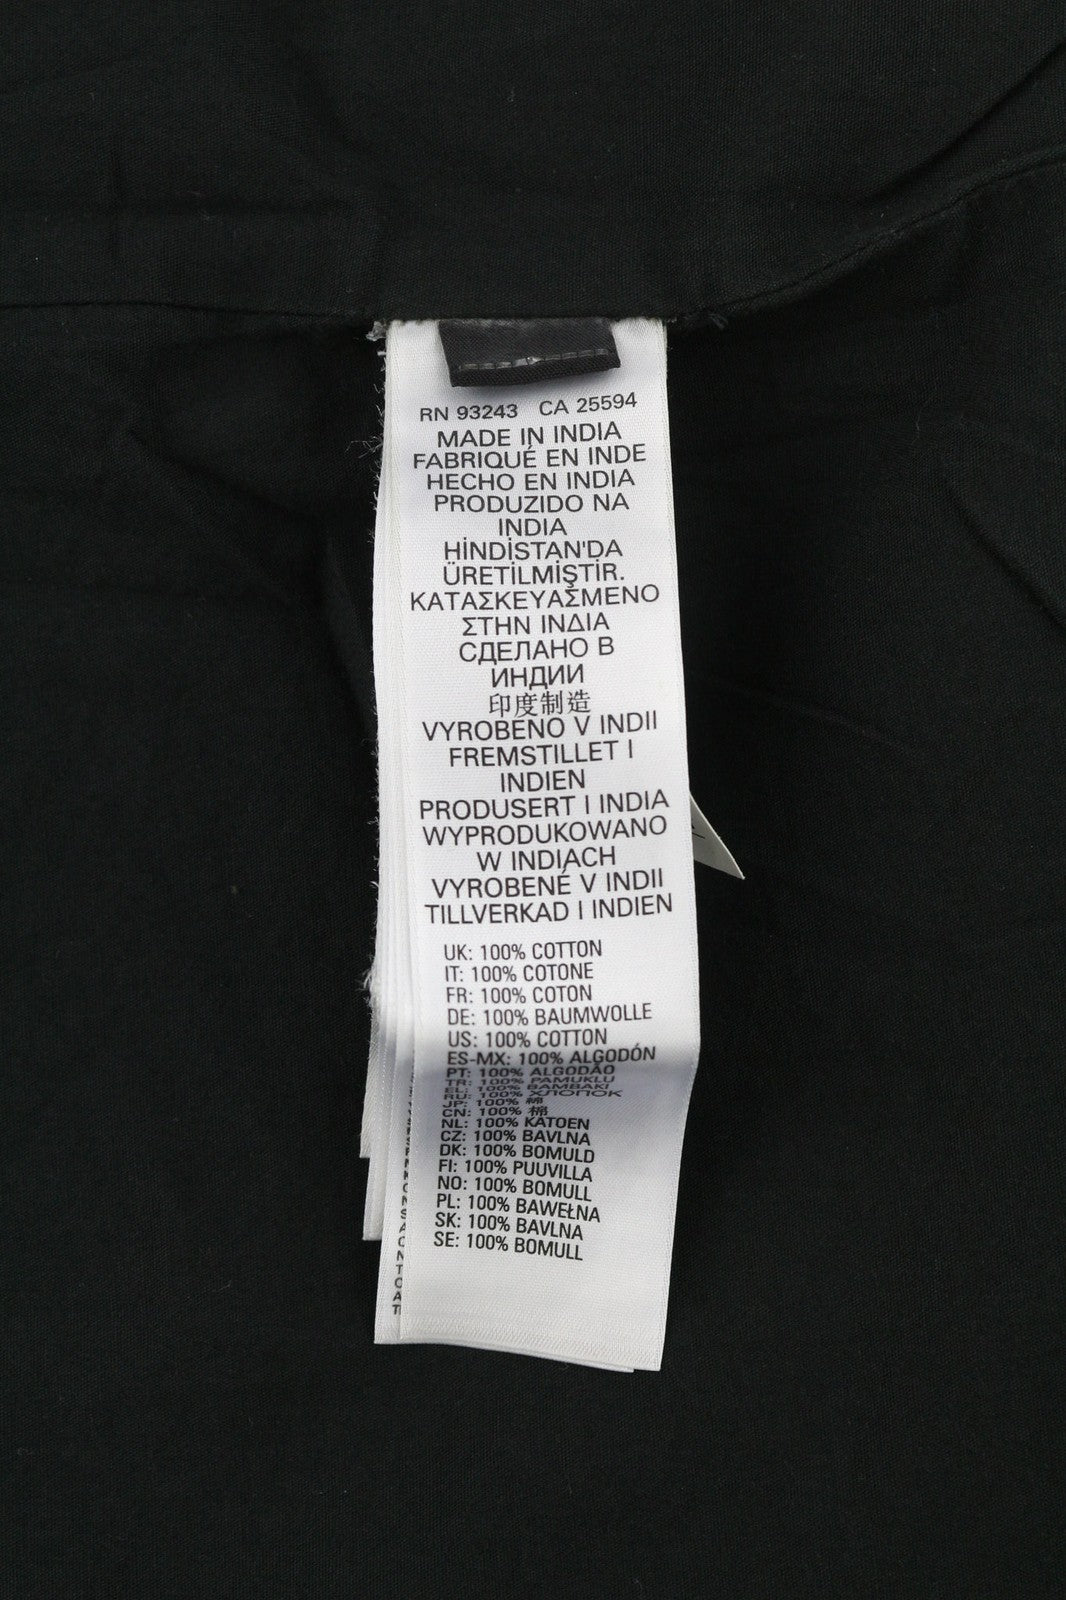 RN 93243 CA 25594
MADE IN INDIA
FABRIQUÉ EN INDE
HECHO EN INDIA
PRODUZIDO NA
INDIA
HİNDİSTAN'DA
ÜRETİLMİŞTİR.
ΚΑΤΑΣΚΕΥΑΣΜΕΝΟ
ΣΤΗΝ ΙΝΔΙΑ
СДЕЛАНО В
ИНДИИ
印度制造
VYROBENO V INDII
FREMSTILLET I
INDIEN
PRODUSERT I INDIA
WYPRODUKOWANO
W INDIACH
VYROBENÉ V INDII
TILLVERKAD I INDIEN
UK: 100% COTTON
IT: 100% COTONE
FR: 100% COTON
DE: 100% BAUMWOLLE
US: 100% COTTON
ES-MX: 100% ALGODÓN
PT: 100% ALGODÃO
TR: 100% PAMUKLU
EL: 100% BAMBAKI
RU: 100% ХЛОПОК
JP: 100% 綿
CN: 100% 棉
NL: 100% KATOEN
CZ: 100% BAVLNA
DK: 100% BOMULD
FI: 100% PUUVILLA
NO: 100% BOMULL
PL: 100% BAWEŁNA
SK: 100% BAVLNA
SE: 100% BOMULL